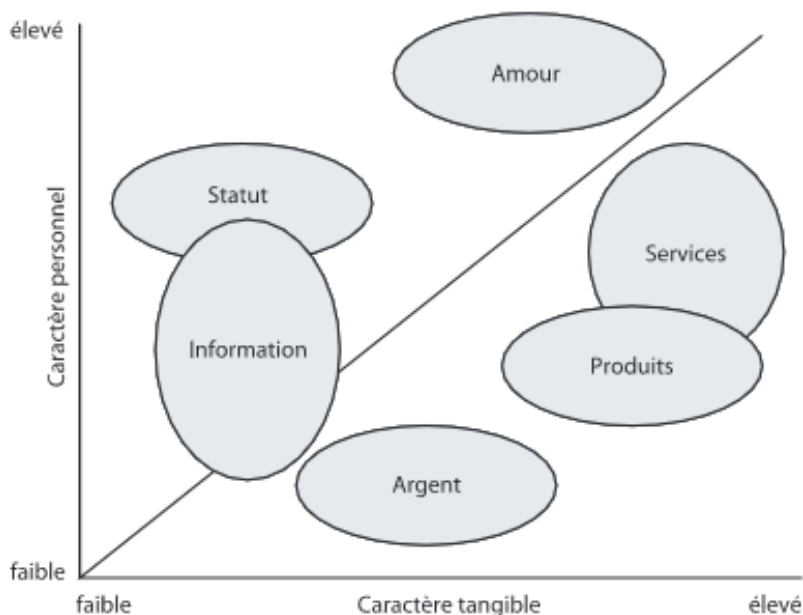 élevé
Amour
Statut
Caractère personnel
Services
Information
Produits
Argent
faible
faible
Caractère tangible
élevé